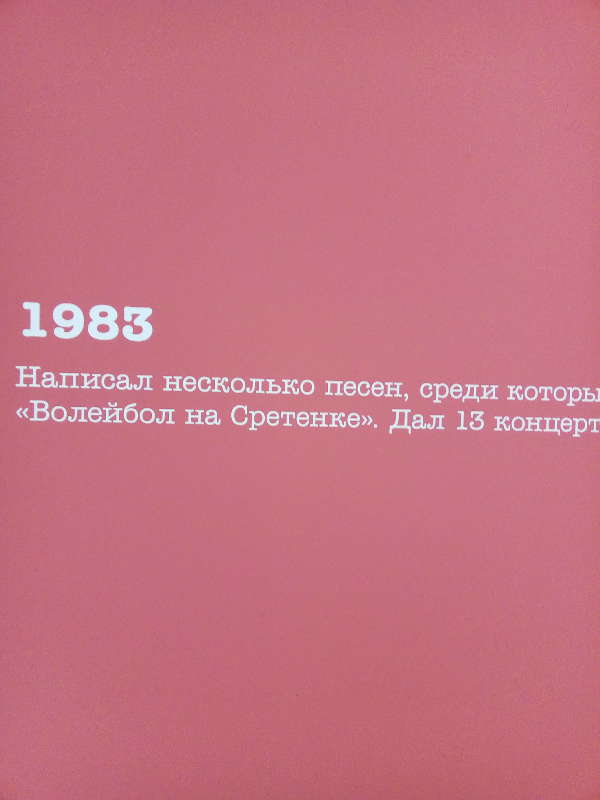 1983
Написал несколько песен, среди которы
«Волейбол на Сретенке». Дал 13 концерт